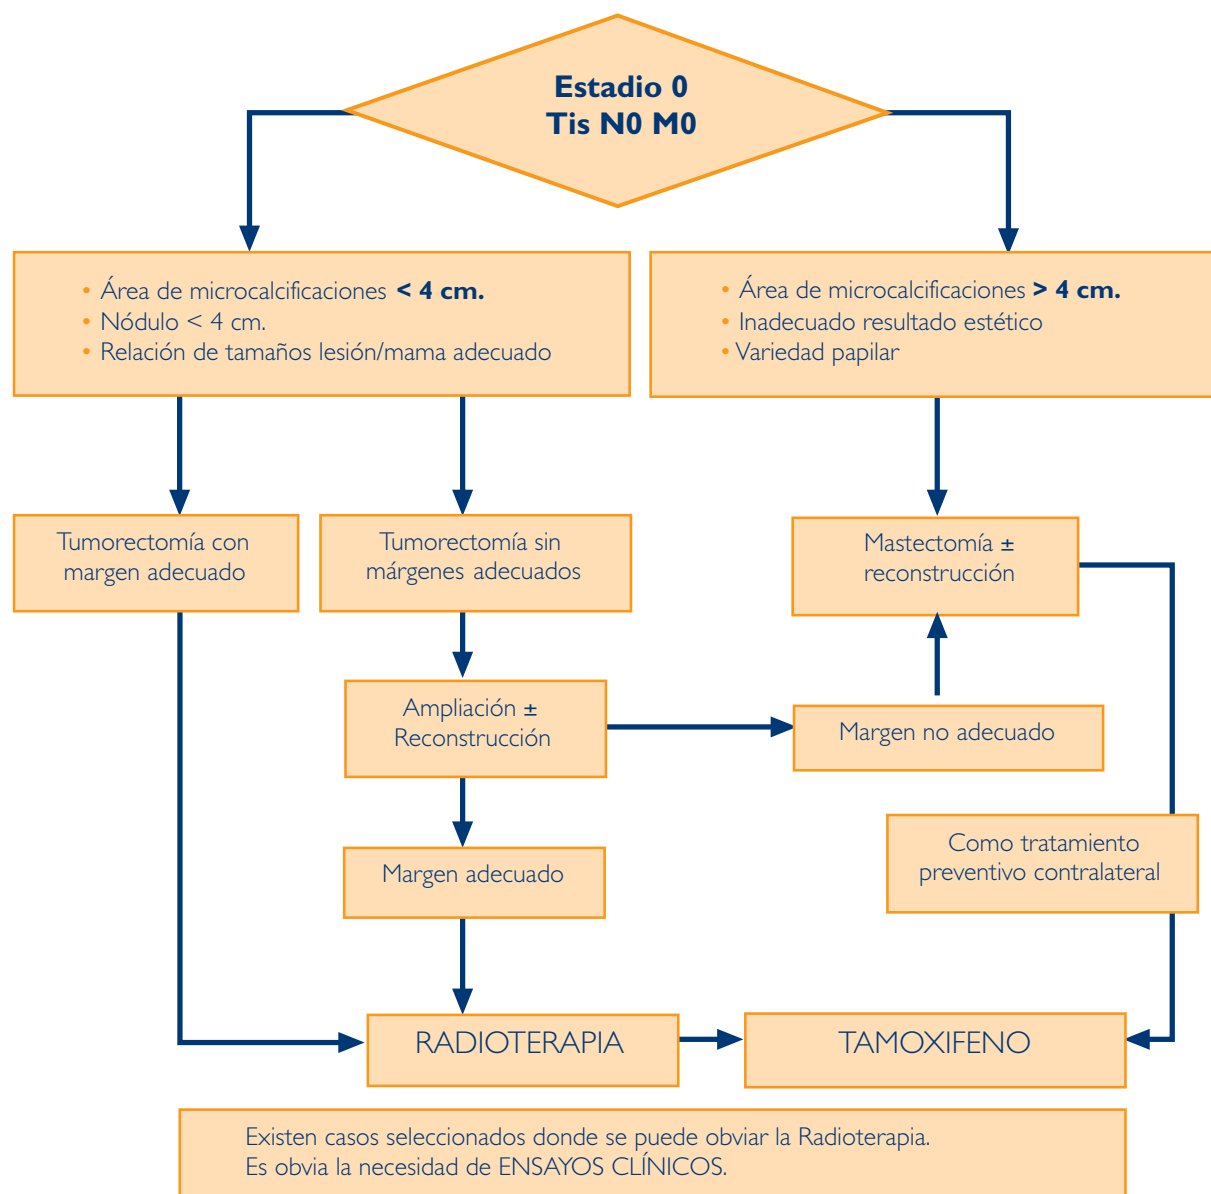 Estadio 0
Tis N0 M0
• Área de microcalcificaciones < 4 cm.
• Nódulo < 4 cm.
• Relación de tamaños lesión/mama adecuado
• Área de microcalcificaciones > 4 cm.
• Inadecuado resultado estético
• Variedad papilar
Tumorectomía con
margen adecuado
Tumorectomía sin
márgenes adecuados
Mastectomía ±
reconstrucción
Ampliación ±
Reconstrucción
Margen no adecuado
Como tratamiento
preventivo contralateral
Margen adecuado
RADIOTERAPIA
TAMOXIFENO
Existen casos seleccionados donde se puede obviar la Radioterapia.
Es obvia la necesidad de ENSAYOS CLÍNICOS.